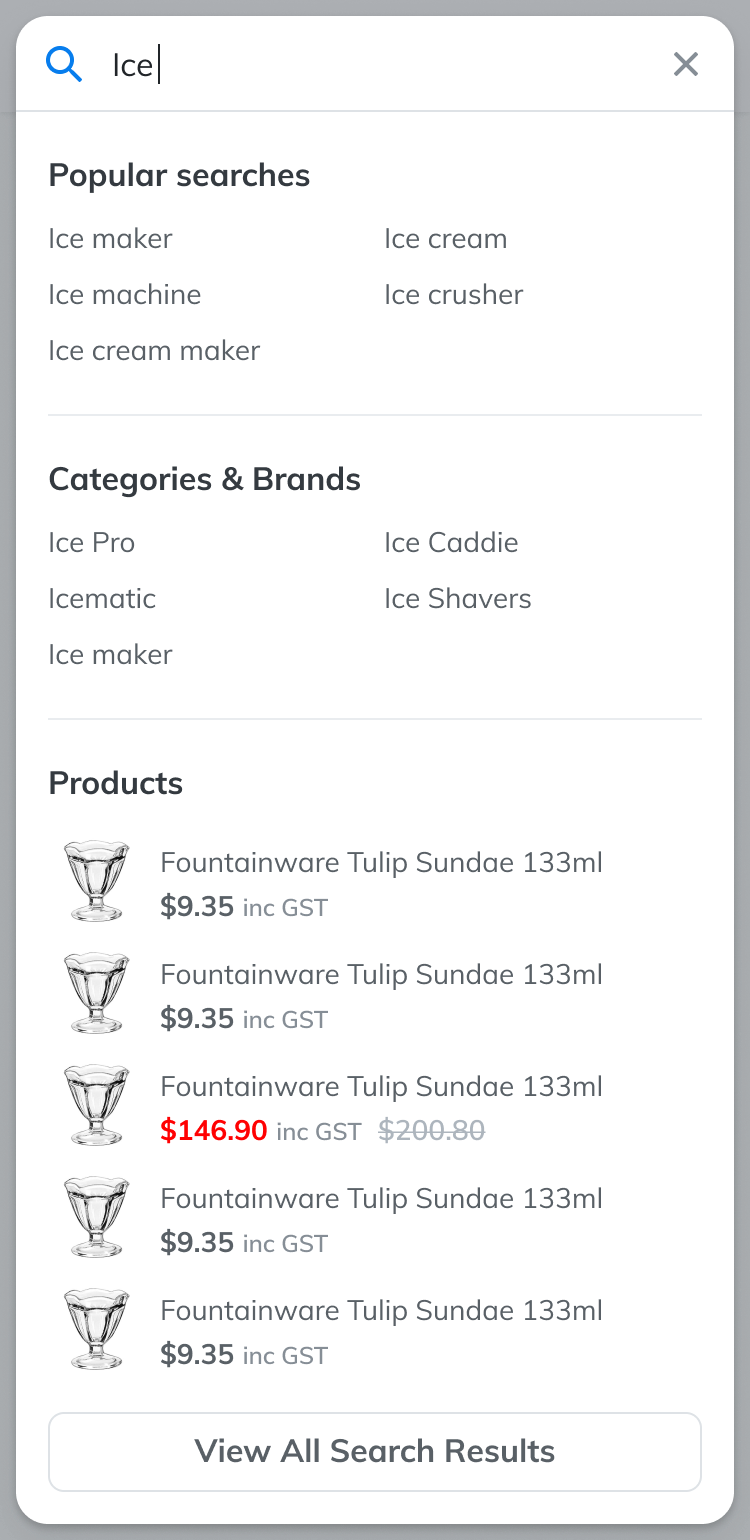 Ice
Popular searches
Ice maker
Ice cream
Ice machine
Ice crusher
Ice cream maker
Categories & Brands
Ice Pro
Ice Caddie
Icematic
Ice Shavers
Ice maker
Products
Fountainware Tulip Sundae 133ml
$9.35 inc GST
Fountainware Tulip Sundae 133ml
$9.35 inc GST
Fountainware Tulip Sundae 133ml
$146.90 inc GST $200.80
Fountainware Tulip Sundae 133ml
$9.35 inc GST
Fountainware Tulip Sundae 133ml
$9.35 inc GST
View All Search Results